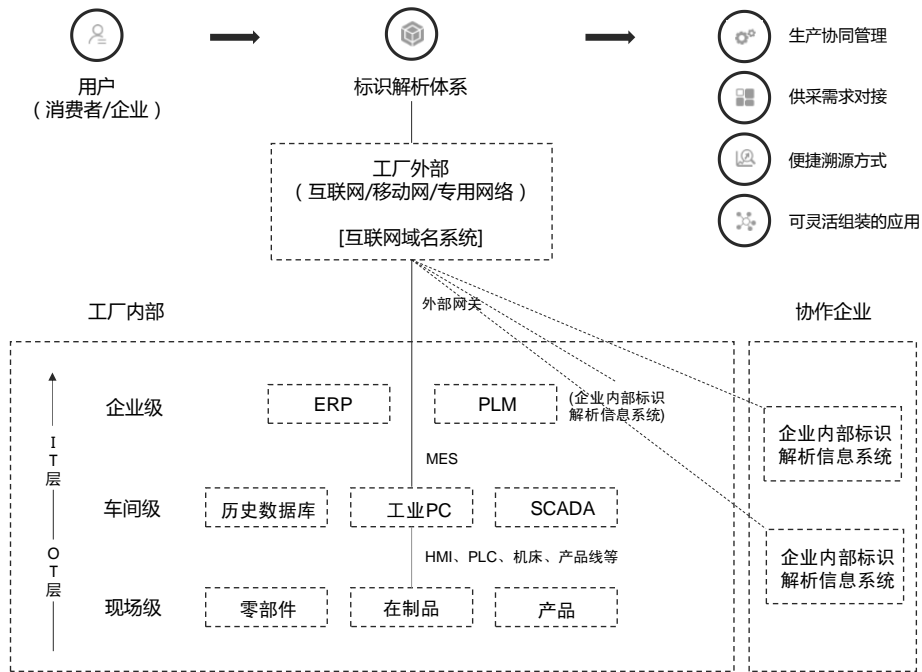 用户
（消费者/企业）
标识解析体系
生产协同管理
供采需求对接
便捷溯源方式
可灵活组装的应用
工厂外部
（互联网/移动网/专用网络）
[互联网域名系统]
外部网关
工厂内部
协作企业
企业级
ERP
PLM
(企业内部标识
解析信息系统)
企业内部标识
解析信息系统
IT层
MES
车间级
历史数据库
工业PC
SCADA
OT层
HMI、PLC、机床、产品线等
企业内部标识
解析信息系统
现场级
零部件
在制品
产品